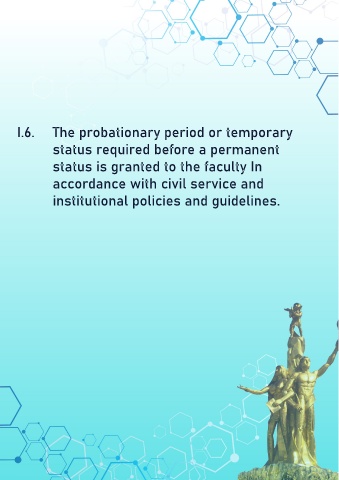 I.6. The probationary period or temporary
status required before a permanent
status is granted to the faculty In
accordance with civil service and
institutional policies and guidelines.